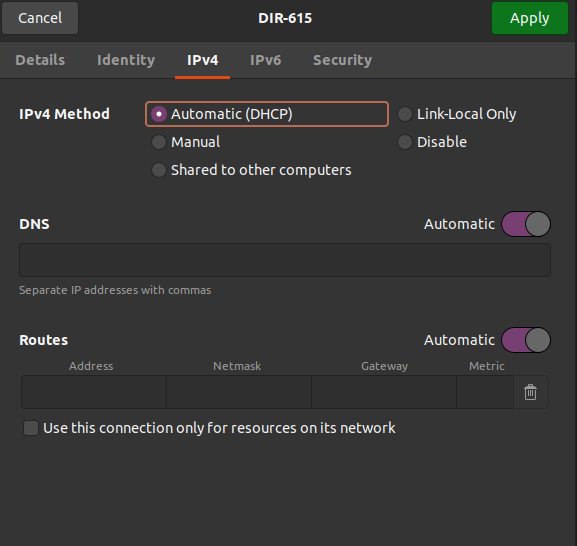 Cancel DIR-615 Apply
Details Identity IPv4 IPv6 Security
IPv4 Method Automatic (DHCP) Link-Local Only
Manual Disable
Shared to other computers
DNS Automatic
Separate IP addresses with commas
Routes Automatic
Address Netmask Gateway Metric
Use this connection only for resources on its network